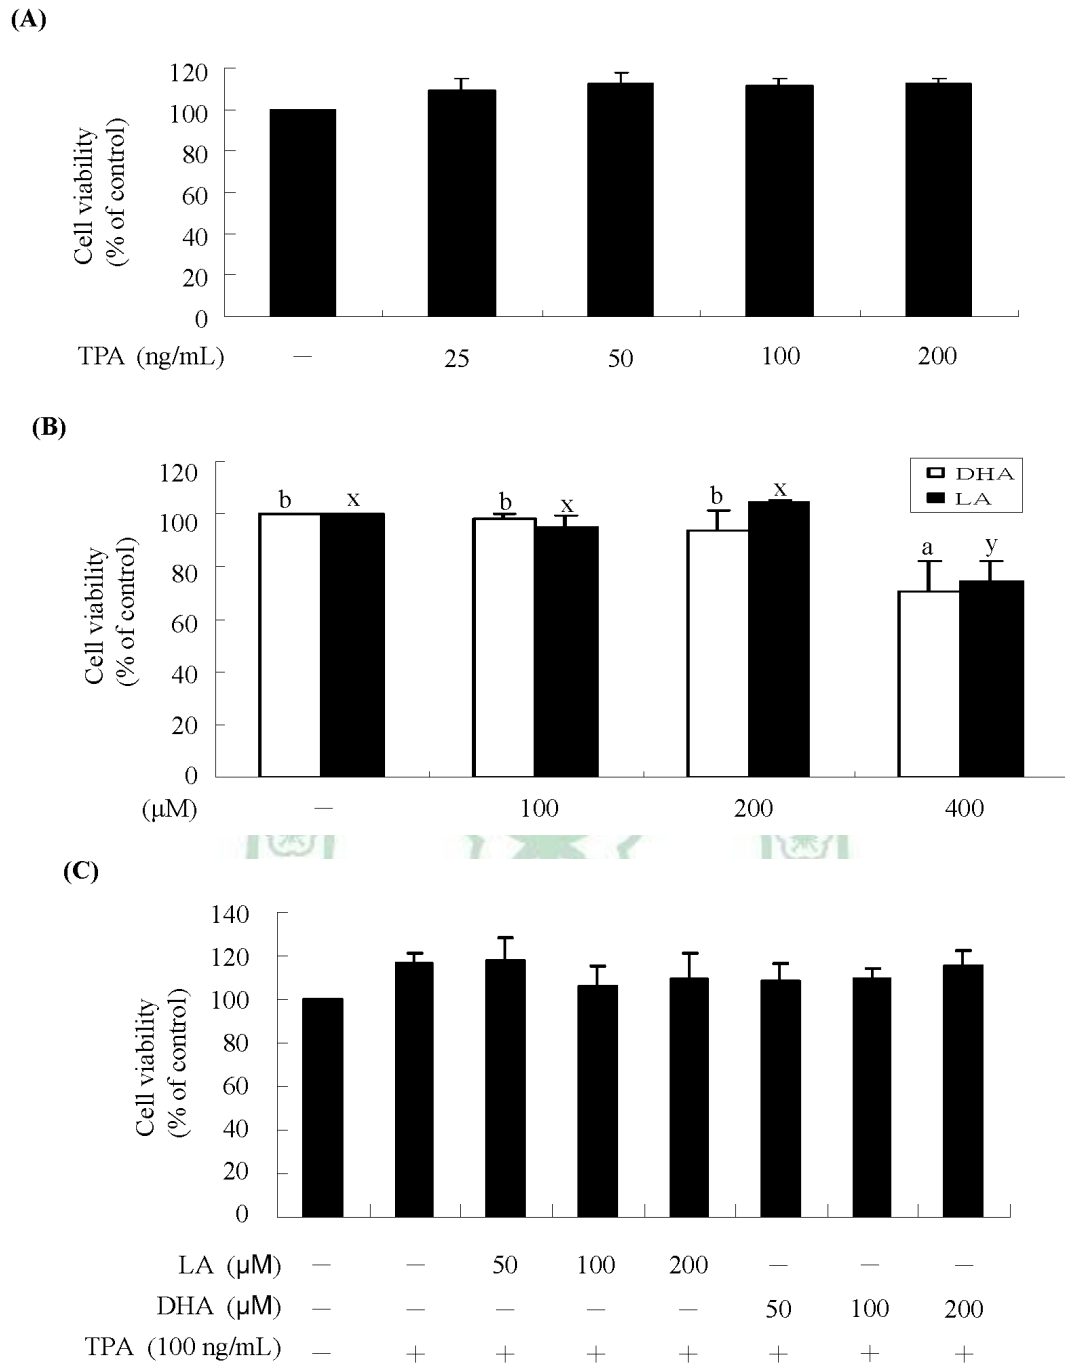 (A)
120
100
80
60
40
20
0
Cell viability
(% of control)
TPA (ng/mL) — 25 50 100 200
(B)
120
100
80
60
40
20
0
Cell viability
(% of control)
DHA
LA
b x b x b x a y
(μM) — 100 200 400
(C)
140
120
100
80
60
40
20
0
Cell viability
(% of control)
LA (μM) — — 50 100 200 — — —
DHA (μM) — — — — — 50 100 200
TPA (100 ng/mL) — + + + + + + +